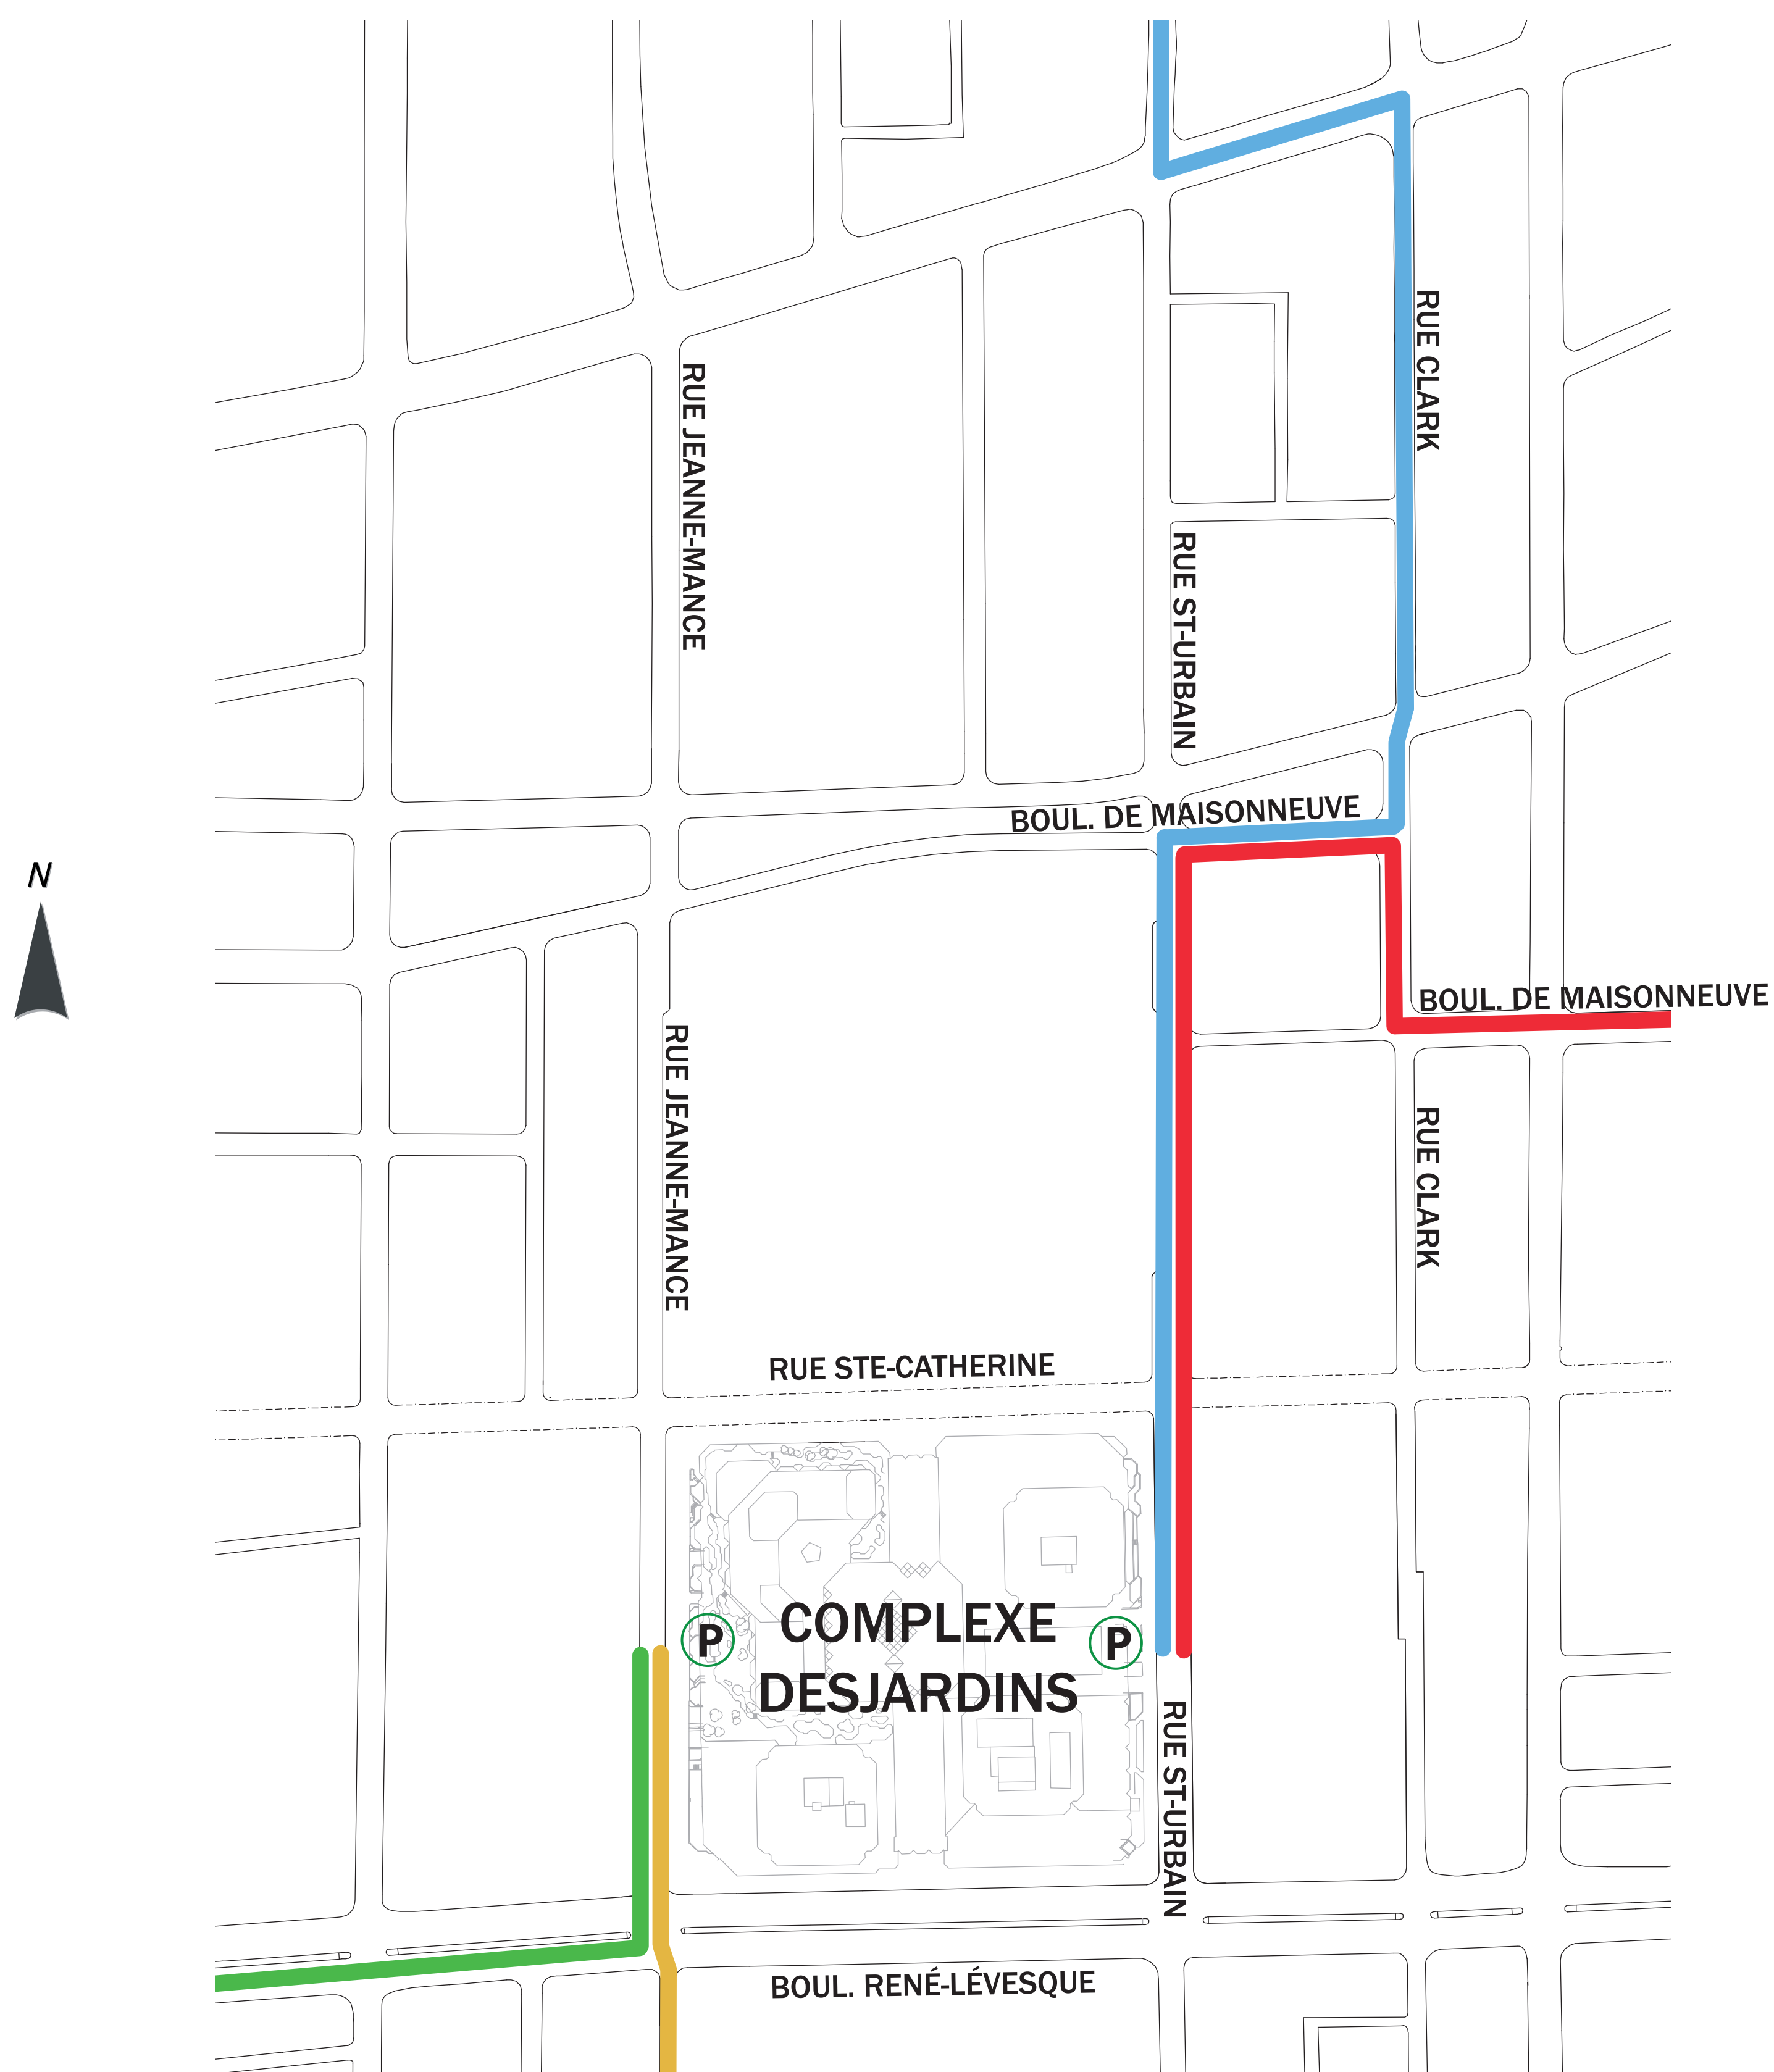 RUE CLARK
RUE JEANNE-MANCE
RUE ST-URBAIN
BOUL. DE MAISONNEUVE
N
BOUL. DE MAISONNEUVE
RUE JEANNE-MANCE
RUE CLARK
RUE STE-CATHERINE
P
COMPLEXE
DESJARDINS
P
RUE ST-URBAIN
BOUL. RENÉ-LÉVESQUE